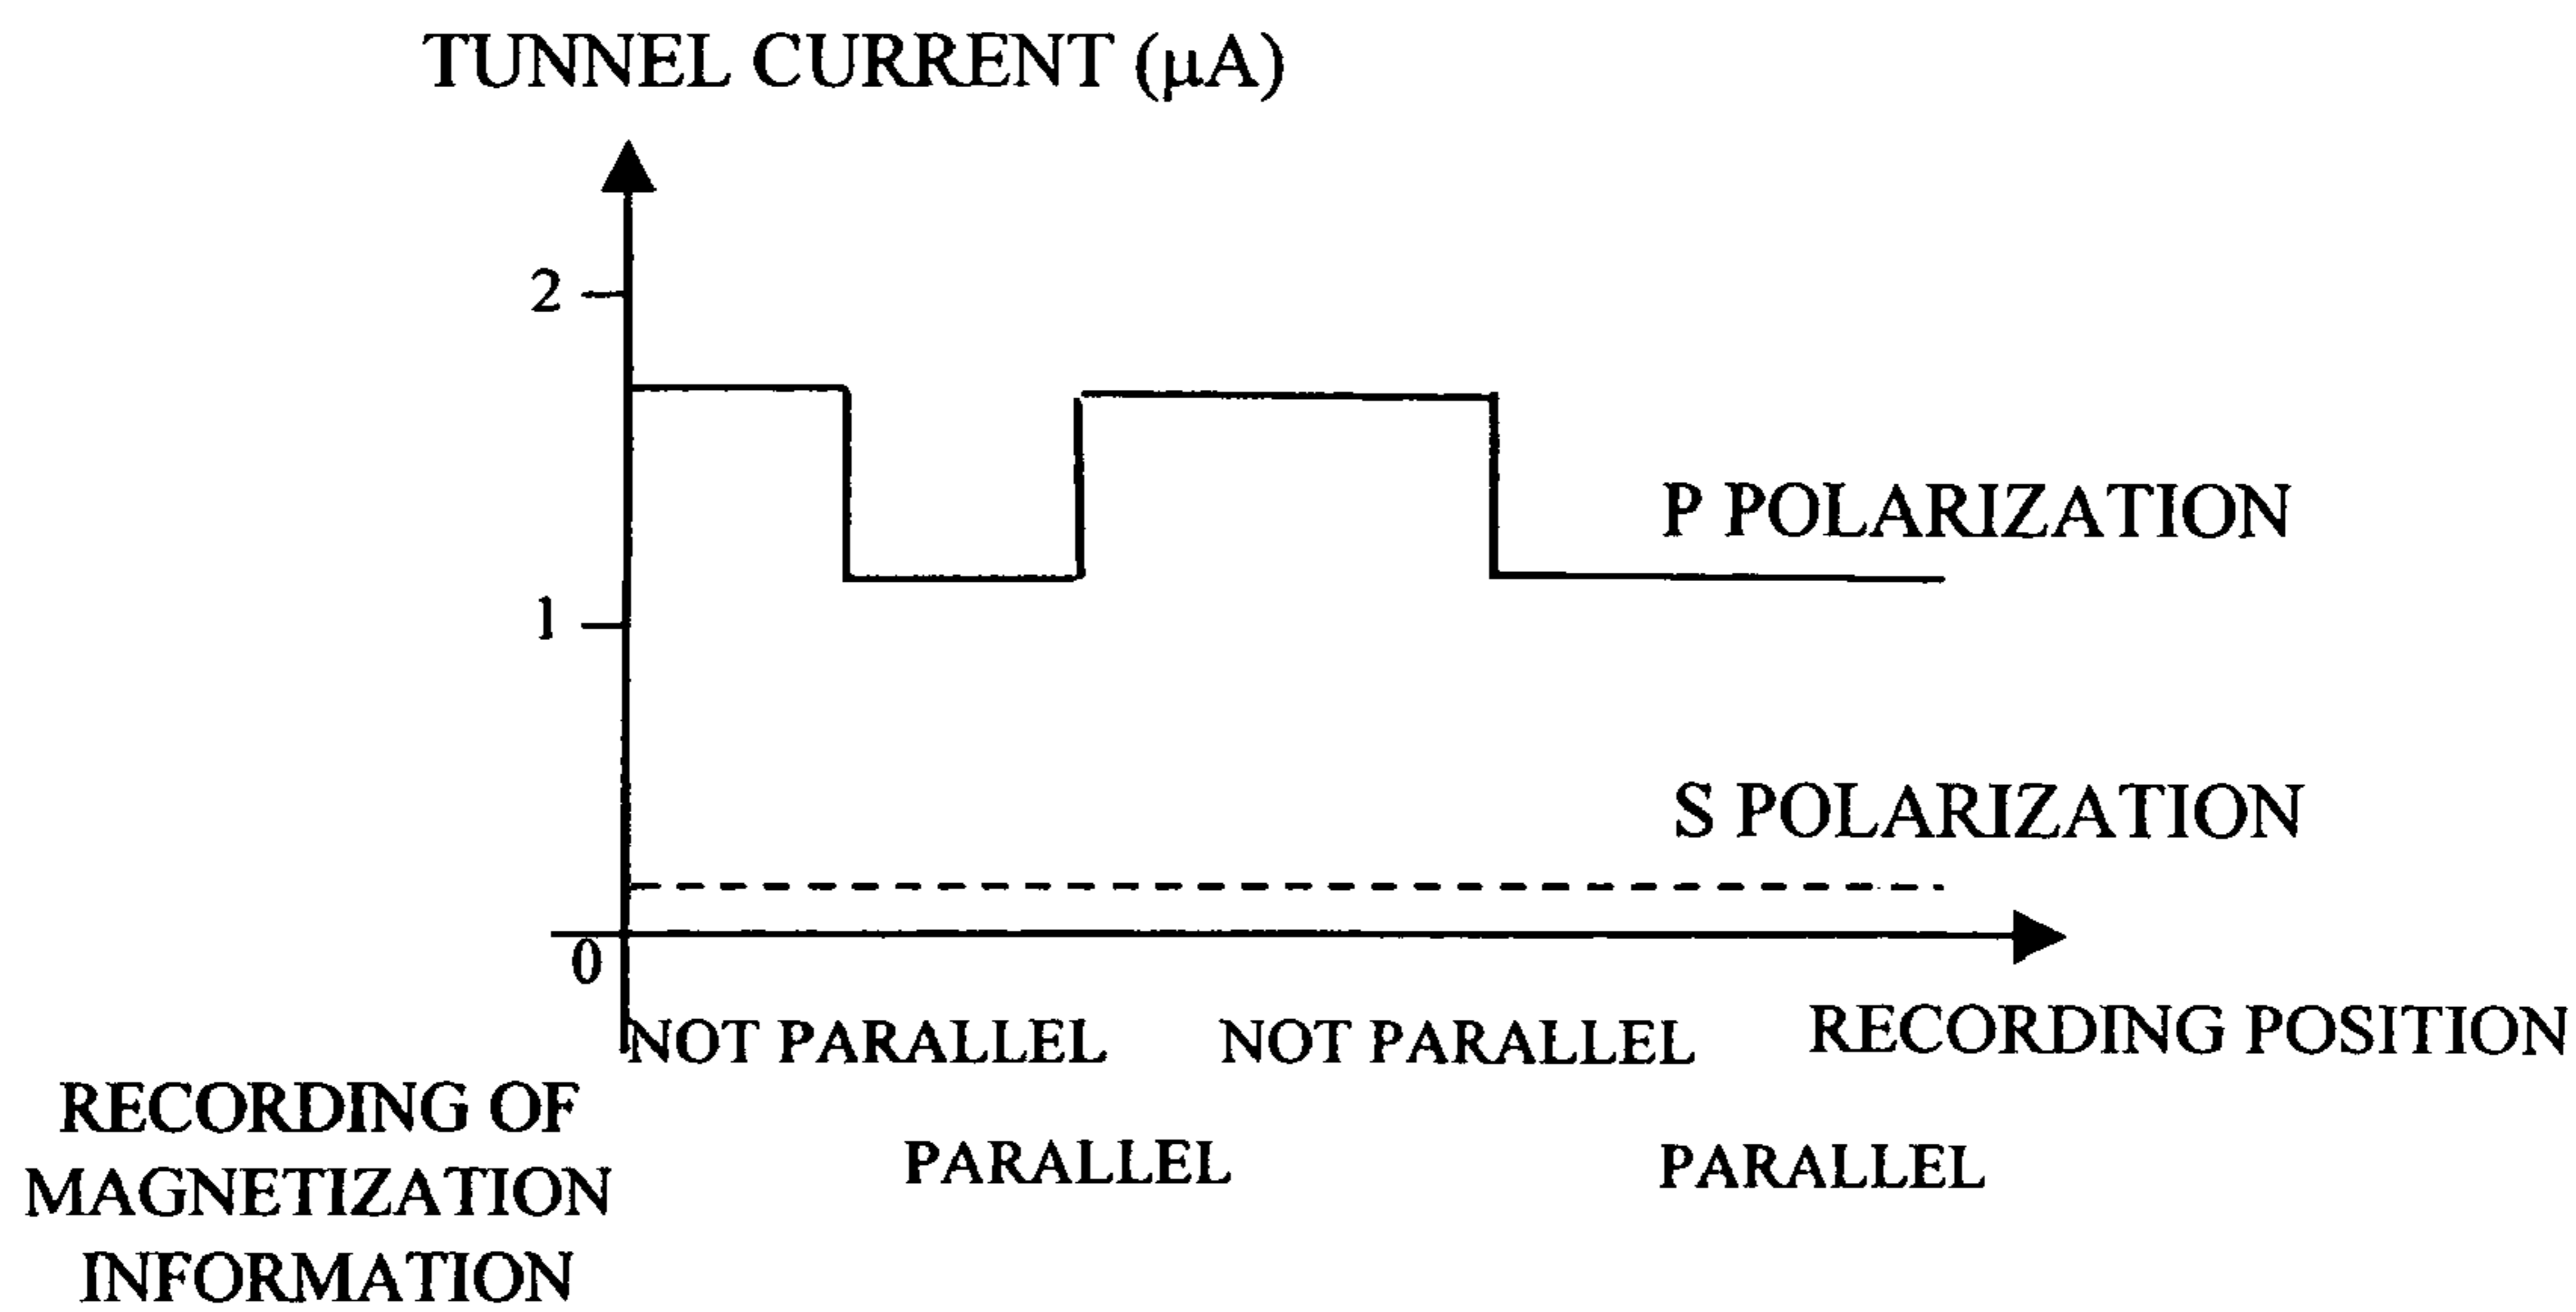 TUNNEL CURRENT (μA)
2
P POLARIZATION
1
S POLARIZATION
0
NOT PARALLEL NOT PARALLEL RECORDING POSITION
RECORDING OF
MAGNETIZATION
INFORMATION
PARALLEL PARALLEL